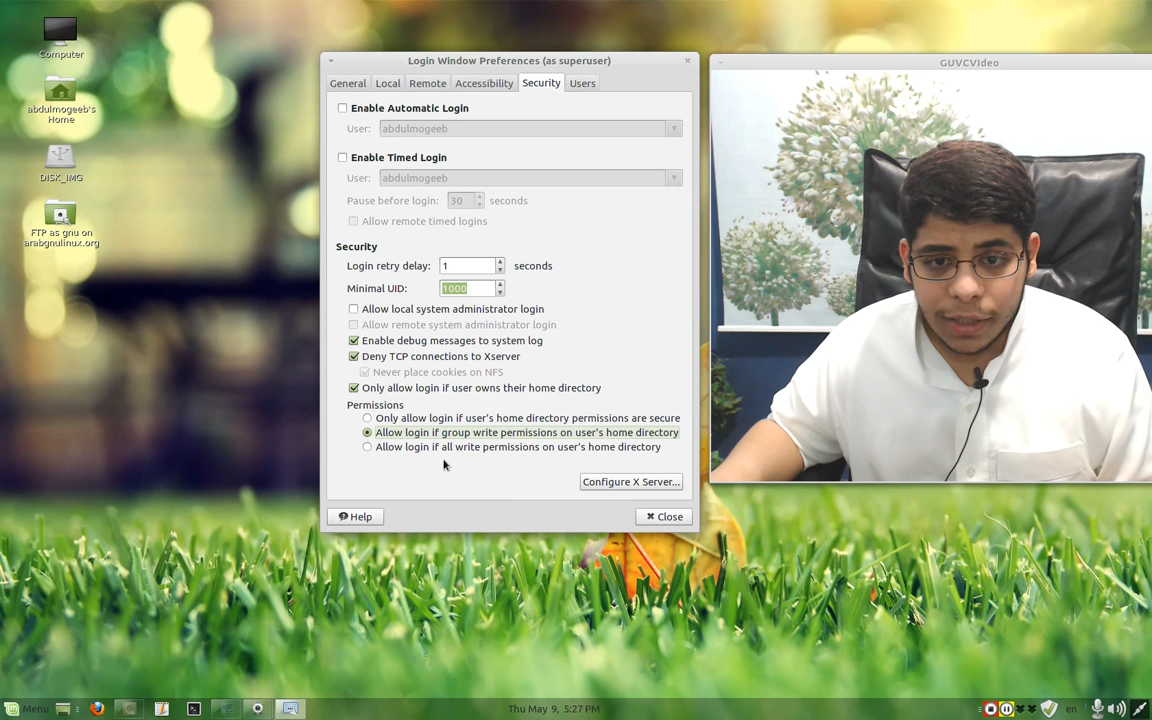 Computer
abdulmogeeb's
Home
DISK_IMG
FTP as gnu on
arabgnulinux.org
Login Window Preferences (as superuser)
General Local Remote Accessibility Security Users
Enable Automatic Login
User: abdulmogeeb
Enable Timed Login
User: abdulmogeeb
Pause before login: 30 seconds
Allow remote timed logins
Security
Login retry delay: 1 seconds
Minimal UID: 1000
Allow local system administrator login
Allow remote system administrator login
Enable debug messages to system log
Deny TCP connections to Xserver
Never place cookies on NFS
Only allow login if user owns their home directory
Permissions
Only allow login if user's home directory permissions are secure
Allow login if group write permissions on user's home directory
Allow login if all write permissions on user's home directory
Configure X Server...
Help Close
GUVCVideo
Menu Thu May 9, 5:27 PM en